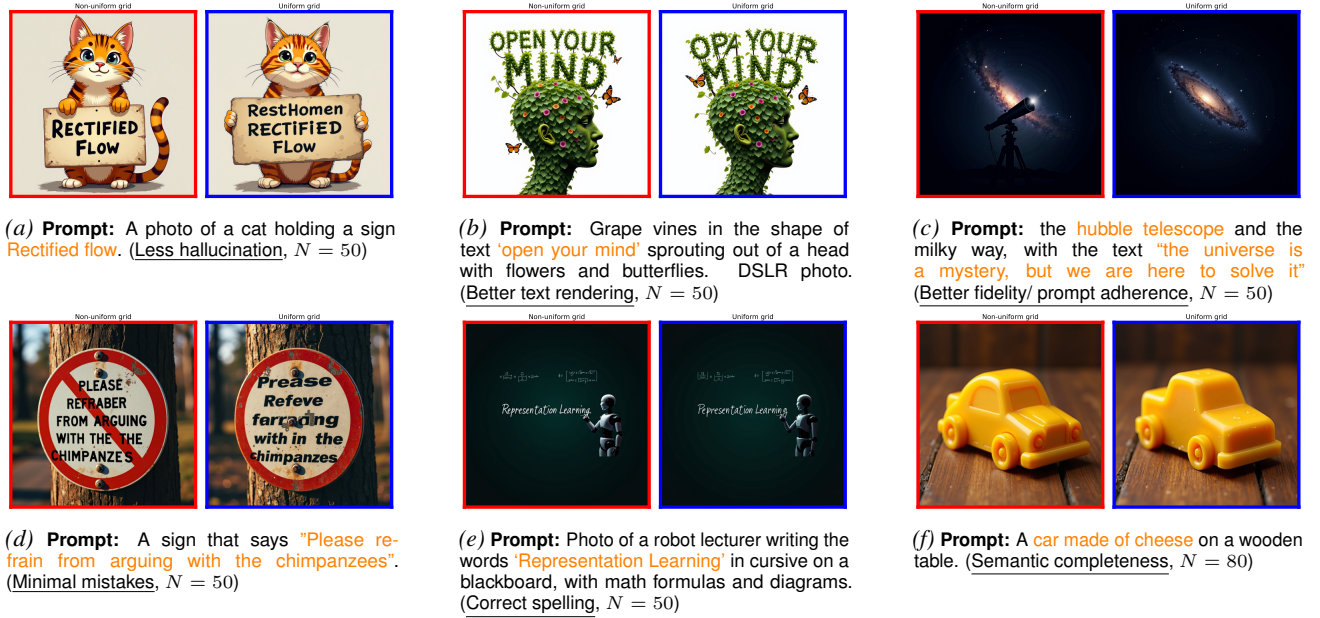 Non-uniform grid
Uniform grid
RECTIFIED
FLOW
RestHomen
RECTIFIED
FLOW
(a) Prompt: A photo of a cat holding a sign
Rectified flow. (Less hallucination, N = 50)
Non-uniform grid
Uniform grid
OPEN YOUR
MIND
OPA YOUR
MIND
(b) Prompt: Grape vines in the shape of
text ‘open your mind’ sprouting out of a head
with flowers and butterflies. DSLR photo.
(Better text rendering, N = 50)
Non-uniform grid
Uniform grid
(c) Prompt: the hubble telescope and the
milky way, with the text “the universe is
a mystery, but we are here to solve it”
(Better fidelity/ prompt adherence, N = 50)
Non-uniform grid
Uniform grid
PLEASE
REFRABER
FROM ARGUING
WITH THE THE
CHIMPANZES
Prease
Refeve
with in the
chimpanzes
(d) Prompt: A sign that says ”Please re-
frain from arguing with the chimpanzees”.
(Minimal mistakes, N = 50)
Non-uniform grid
Uniform grid
Representation Learning
Representation Learning
(e) Prompt: Photo of a robot lecturer writing the
words ‘Representation Learning’ in cursive on a
blackboard, with math formulas and diagrams.
(Correct spelling, N = 50)
Non-uniform grid
Uniform grid
(f) Prompt: A car made of cheese on a wooden
table. (Semantic completeness, N = 80)